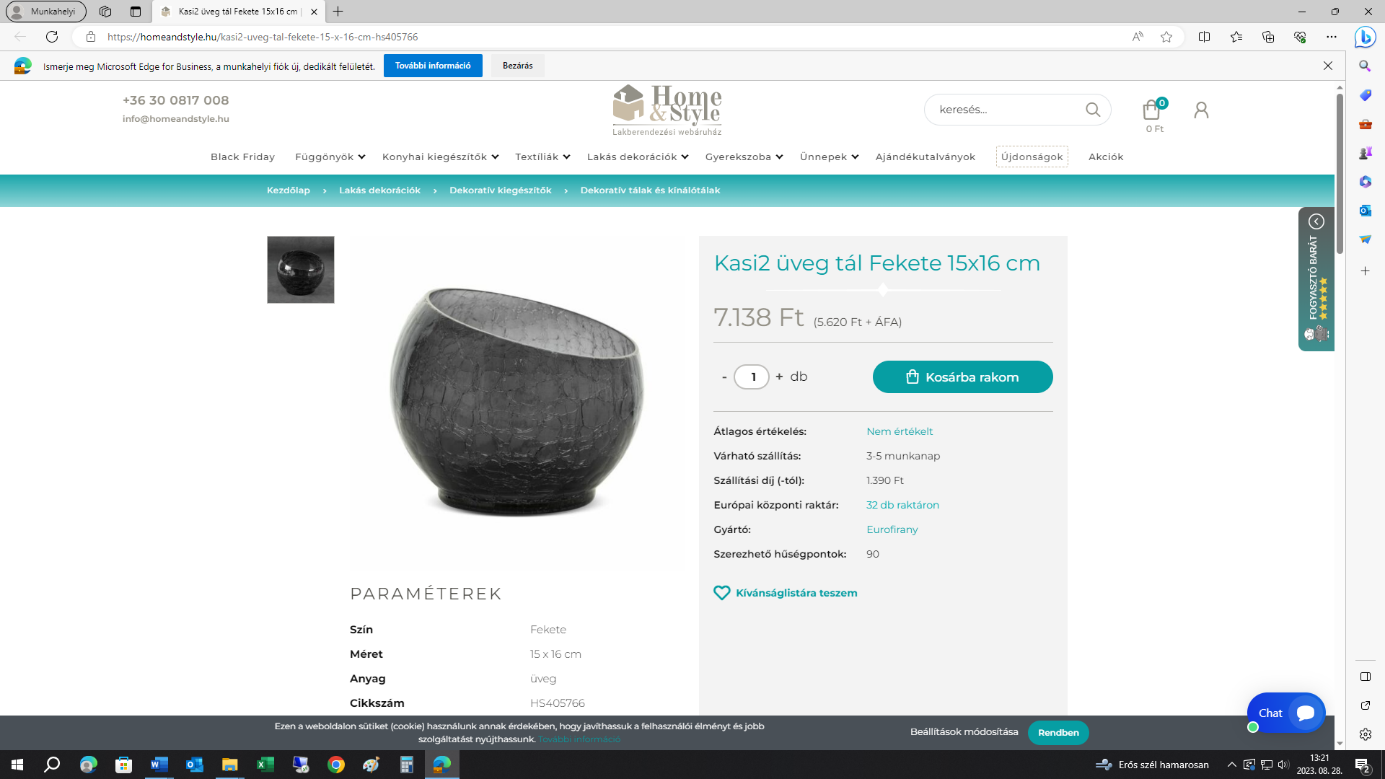 Munkahelyi
Kasi2 üveg tál Fekete 15x16 cm |
https://homeandstyle.hu/kasi2-uveg-tal-fekete-15-x-16-cm-hs405766
Ismerje meg Microsoft Edge for Business, a munkahelyi fiók új, dedikált felületét.
További információ
Bezárás
+36 30 0817 008
info@homeandstyle.hu
Home
&Style
Lakberendezési webáruház
keresés...
0
0 Ft
Black Friday
Függönyök
Konyhai kiegészítők
Textíliák
Lakás dekorációk
Gyerekszoba
Ünnepek
Ajándékutalványok
Újdonságok
Akciók
Kezdőlap › Lakás dekorációk › Dekoratív kiegészítők › Dekoratív tálak és kínálótálak
FOGYASZTÓ BARÁT
Kasi2 üveg tál Fekete 15x16 cm
7.138 Ft (5.620 Ft + ÁFA)
- 1 + db
Kosárba rakom
Átlagos értékelés: Nem értékelt
Várható szállítás: 3-5 munkanap
Szállítási díj (-tól): 1.390 Ft
Európai központi raktár: 32 db raktáron
Gyártó: Eurofirany
Szerezhető hűségpontok: 90
Kívánságlistára teszem
PARAMÉTEREK
Szín Fekete
Méret 15 x 16 cm
Anyag üveg
Cikkszám HS405766
Ezen a weboldalon sütiket (cookie) használunk annak érdekében, hogy javíthassuk a felhasználói élményt és jobb
szolgáltatást nyújthassunk. További információ
Beállítások módosítása
Rendben
Chat
Erős szél hamarosan
13:21
2023. 08. 28.
2